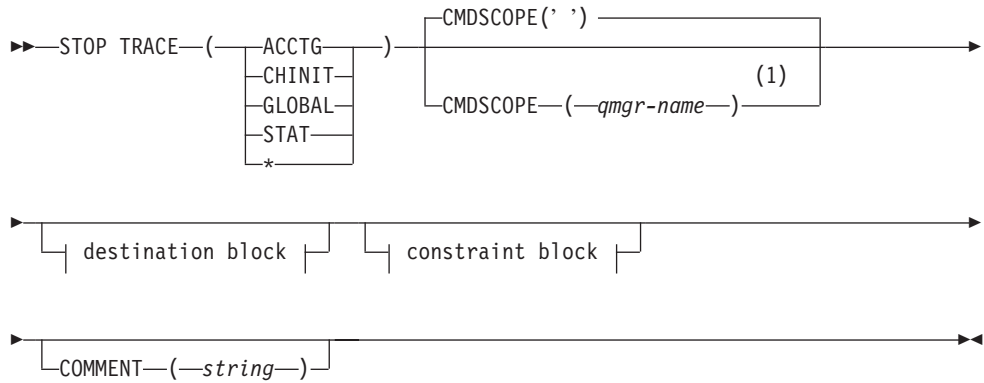 CMDSCOPE(' ')
STOP TRACE ( ACCTG )
CHINIT
(1)
GLOBAL
CMDSCOPE ( qmgr-name )
STAT
*
destination block
constraint block
COMMENT ( string )